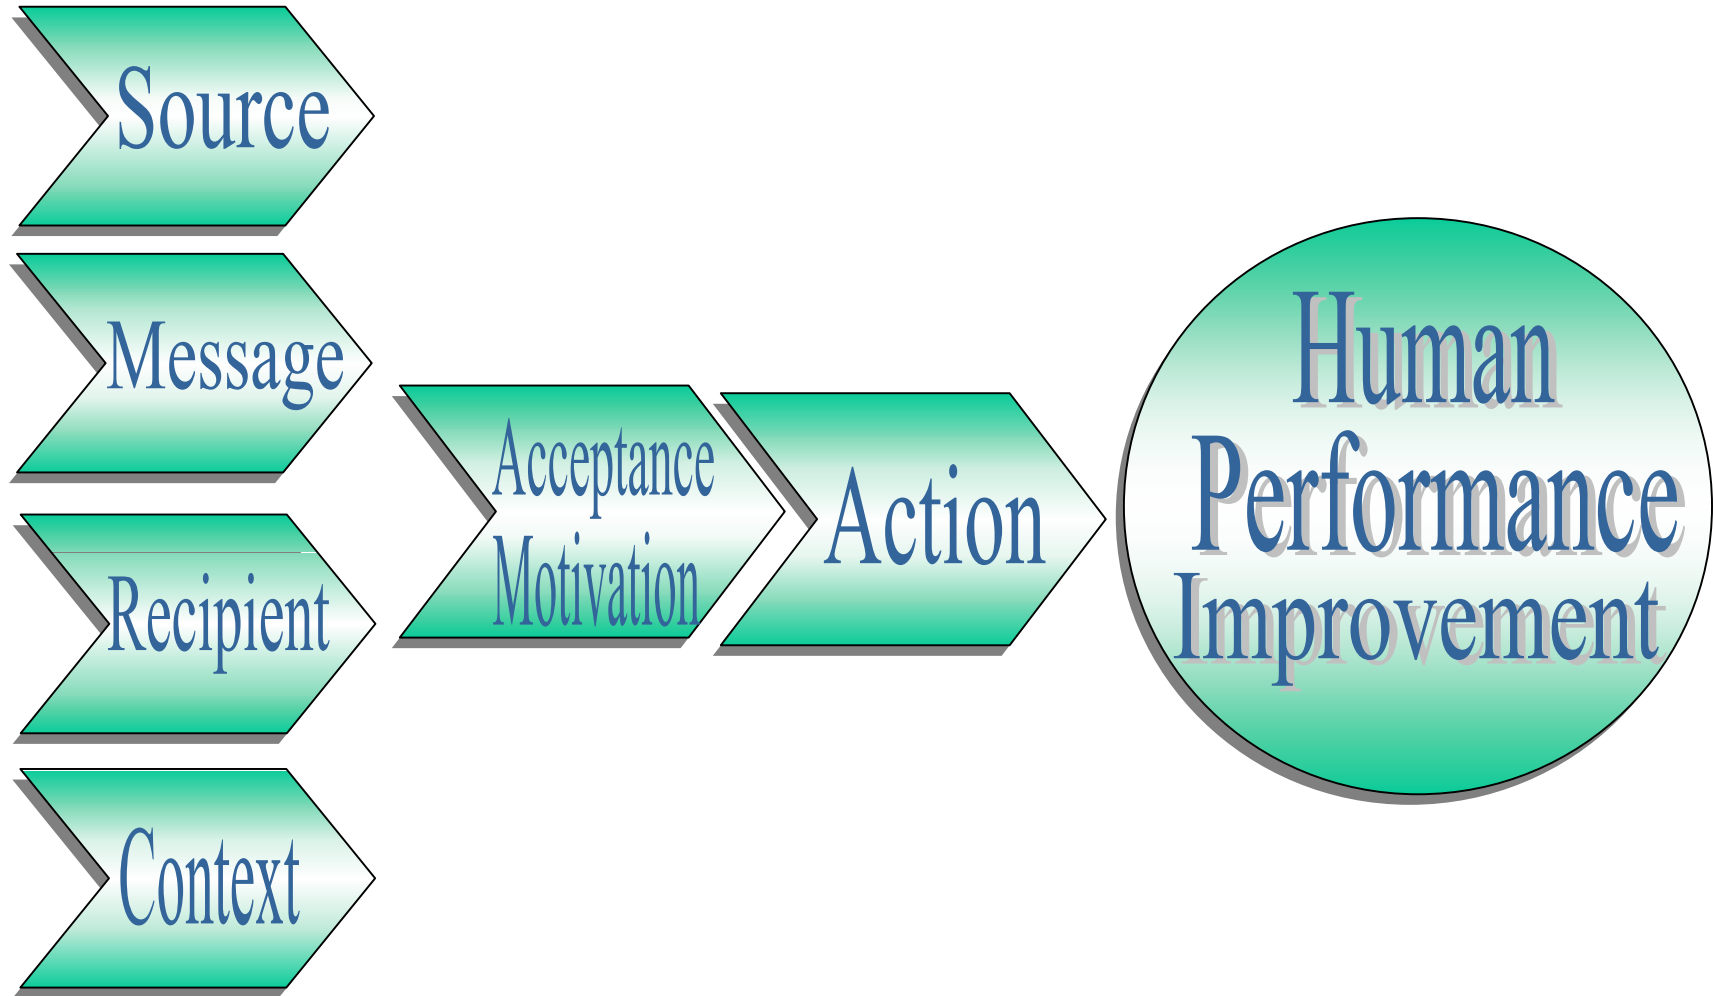 Source
Message
Recipient
Context
Acceptance
Motivation
Action
Human
Performance
Improvement